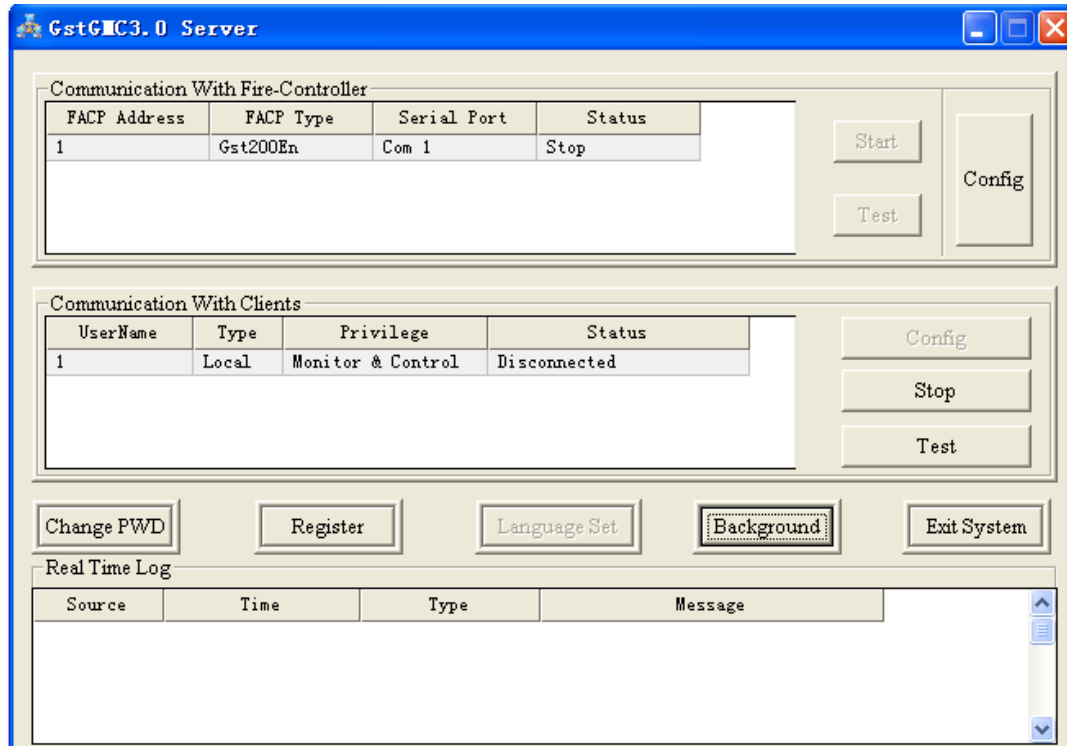 GstGMC3.0 Server
Communication With Fire-Controller
FACP Address FACP Type Serial Port Status
1 Gst200En Com 1 Stop
Start
Test
Config
Communication With Clients
UserName Type Privilege Status
1 Local Monitor & Control Disconnected
Config
Stop
Test
Change PWD Register Language Set Background Exit System
Real Time Log
Source Time Type Message